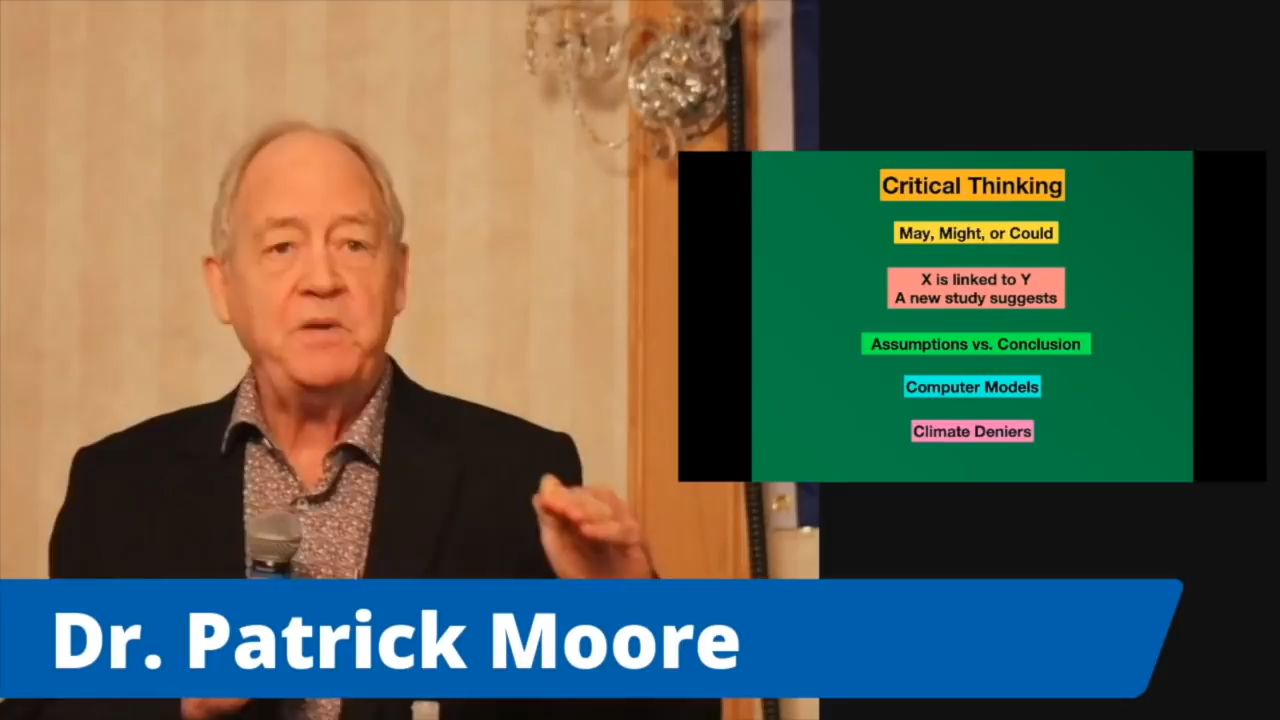 Critical Thinking
May, Might, or Could
X is linked to Y
A new study suggests
Assumptions vs. Conclusion
Computer Models
Climate Deniers
Dr. Patrick Moore